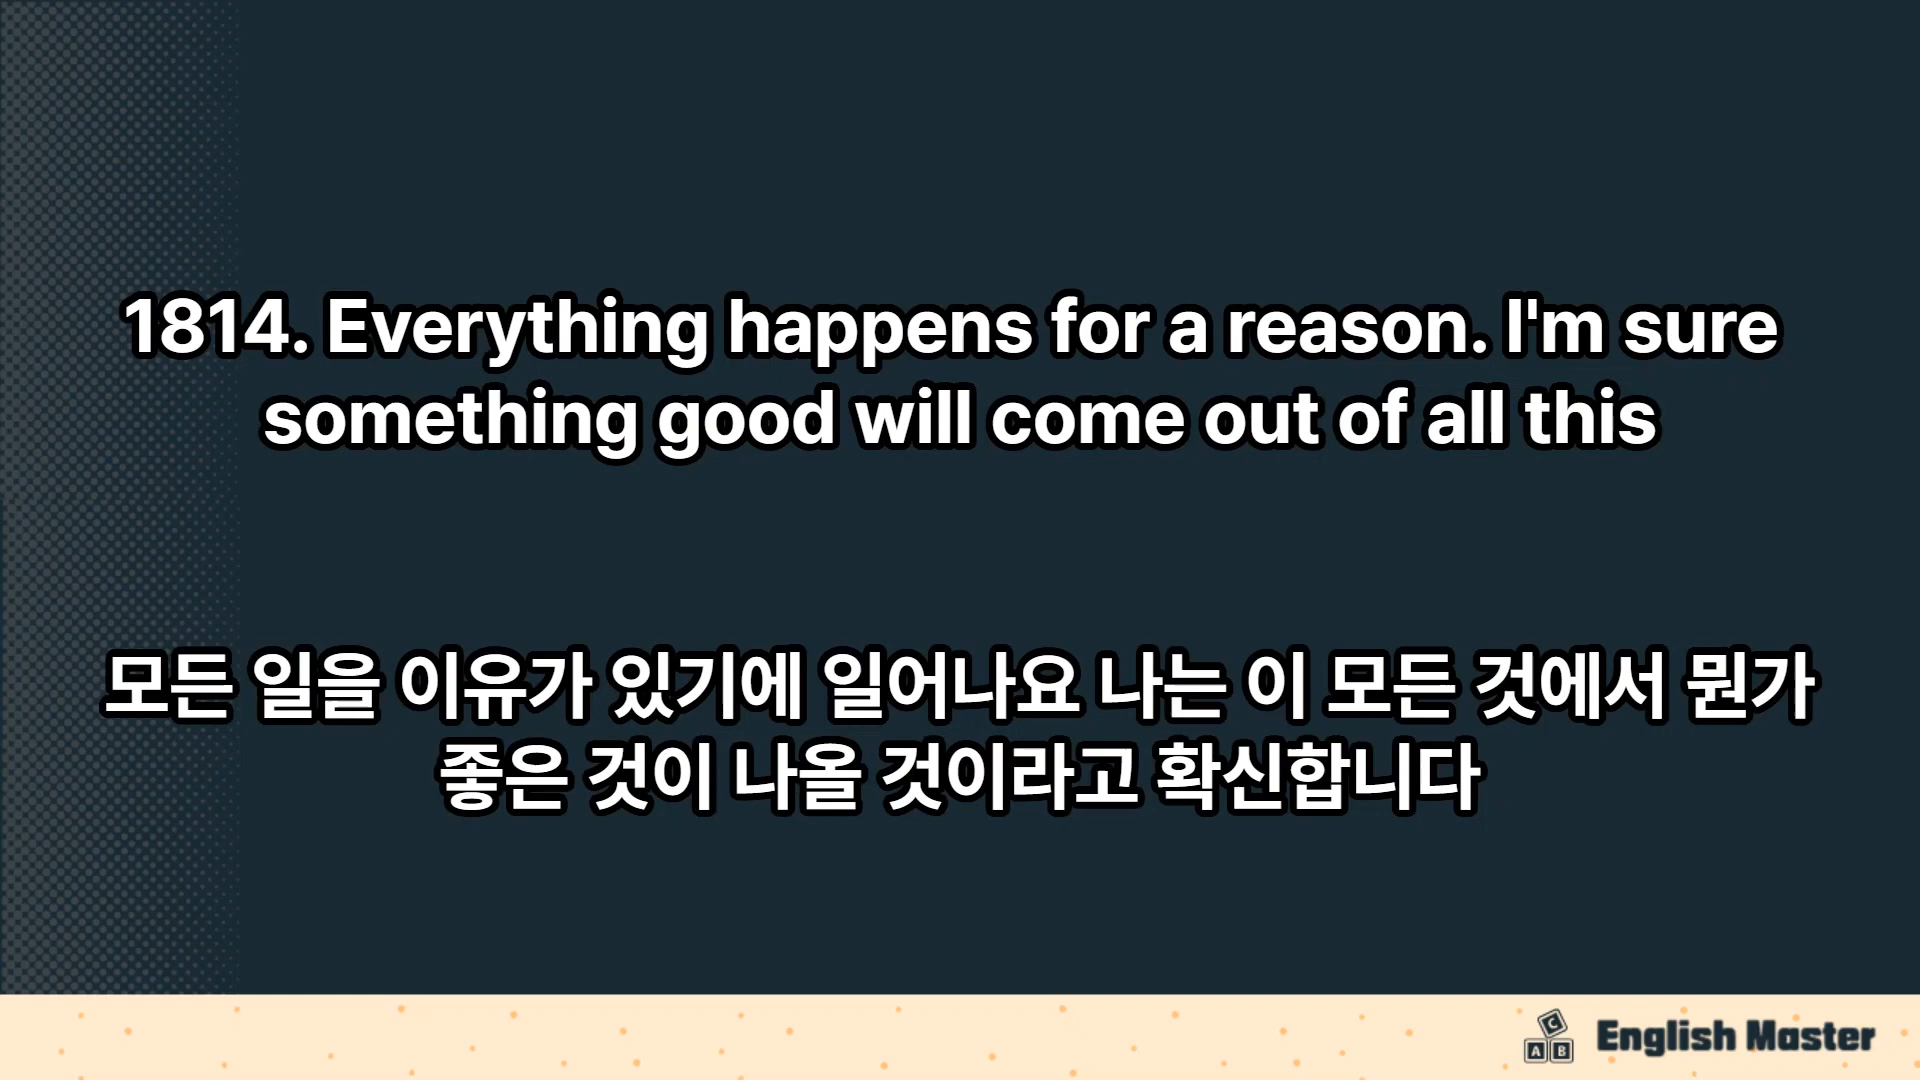 1814. Everything happens for a reason. I'm sure
something good will come out of all this
모든 일을 이유가 있기에 일어나요 나는 이 모든 것에서 뭔가
좋은 것이 나올 것이라고 확신합니다
C
A B
English Master